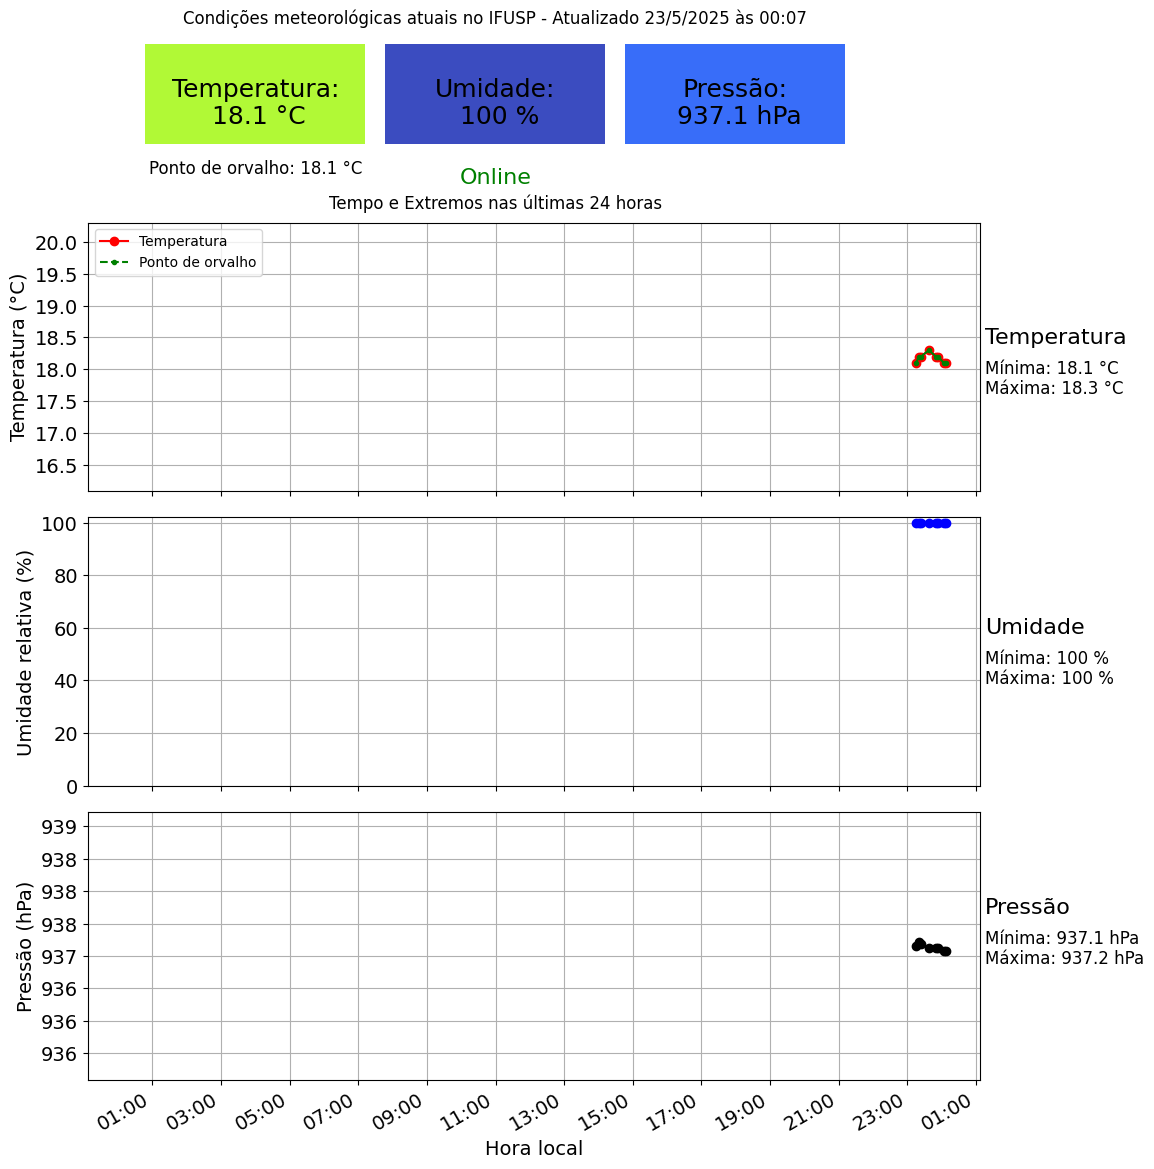 Condições meteorológicas atuais no IFUSP - Atualizado 23/5/2025 às 00:07
Temperatura:
18.1 °C
Umidade:
100 %
Pressão:
937.1 hPa
Ponto de orvalho: 18.1 °C
Online
Tempo e Extremos nas últimas 24 horas
Temperatura (°C)
20.0
19.5
19.0
18.5
18.0
17.5
17.0
16.5
Temperatura
Ponto de orvalho
Temperatura
Mínima: 18.1 °C
Máxima: 18.3 °C
Umidade relativa (%)
100
80
60
40
20
0
Umidade
Mínima: 100 %
Máxima: 100 %
Pressão (hPa)
939
938
938
938
937
936
936
936
Pressão
Mínima: 937.1 hPa
Máxima: 937.2 hPa
01:00 03:00 05:00 07:00 09:00 11:00 13:00 15:00 17:00 19:00 21:00 23:00 01:00
Hora local